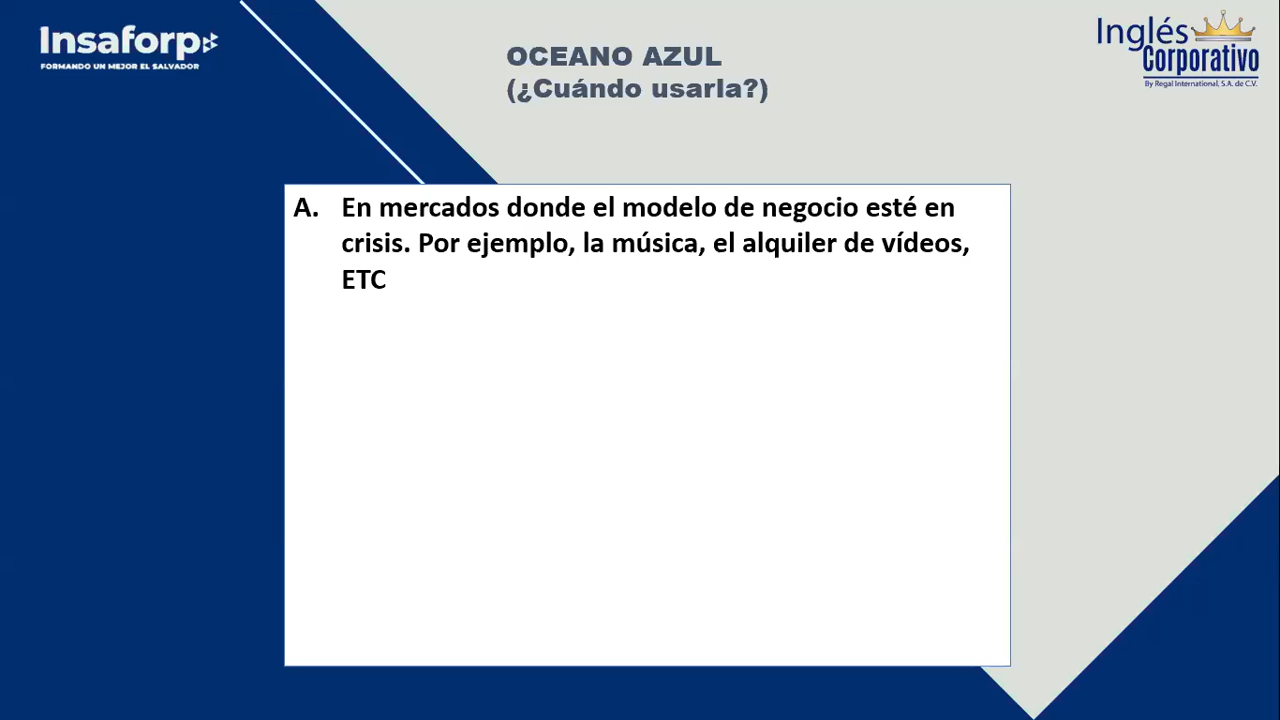 Insaforp
FORMANDO UN MEJOR EL SALVADOR
OCEANO AZUL
(¿Cuándo usarla?)
Inglés
Corporativo
By Regal International, S.A. de C.V.
A. En mercados donde el modelo de negocio esté en
crisis. Por ejemplo, la música, el alquiler de vídeos,
ETC